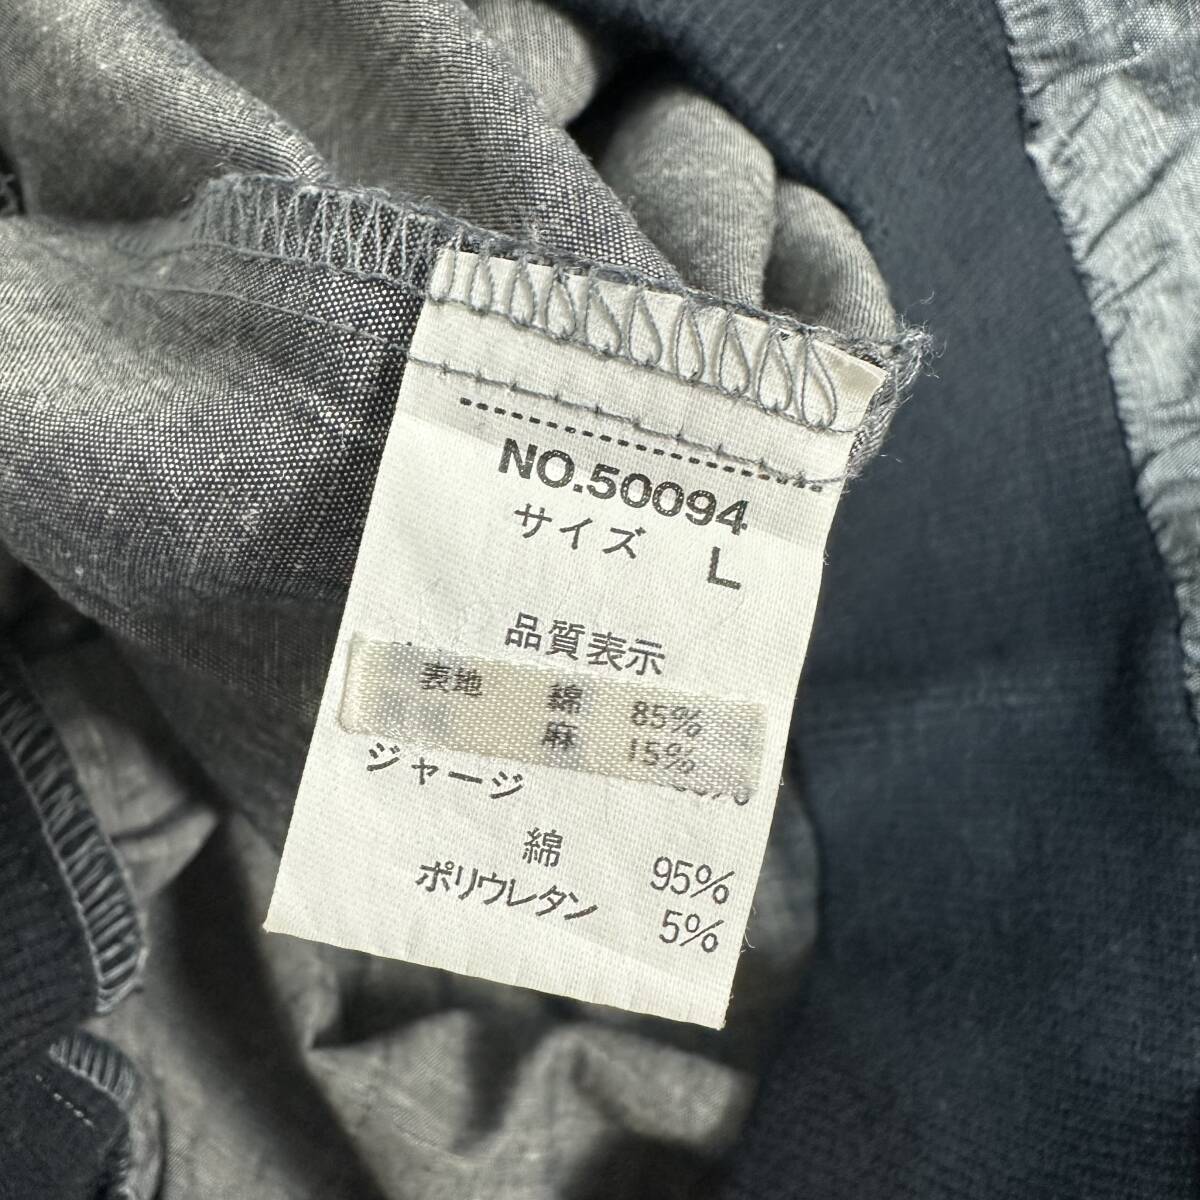 NO.50094
サイズ L
品質表示
表地 綿 85%
麻 15%
ジャージ
綿 95%
ポリウレタン 5%